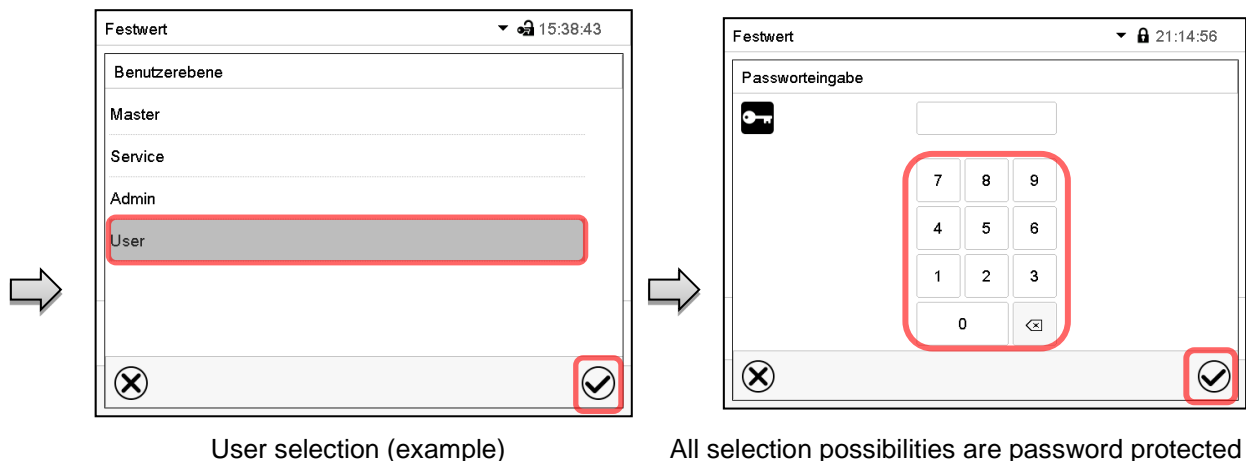 Festwert 15:38:43
Benutzerebene
Master
Service
Admin
User
User selection (example)
Festwert 21:14:56
Passworteingabe
7 8 9
4 5 6
1 2 3
0
All selection possibilities are password protected